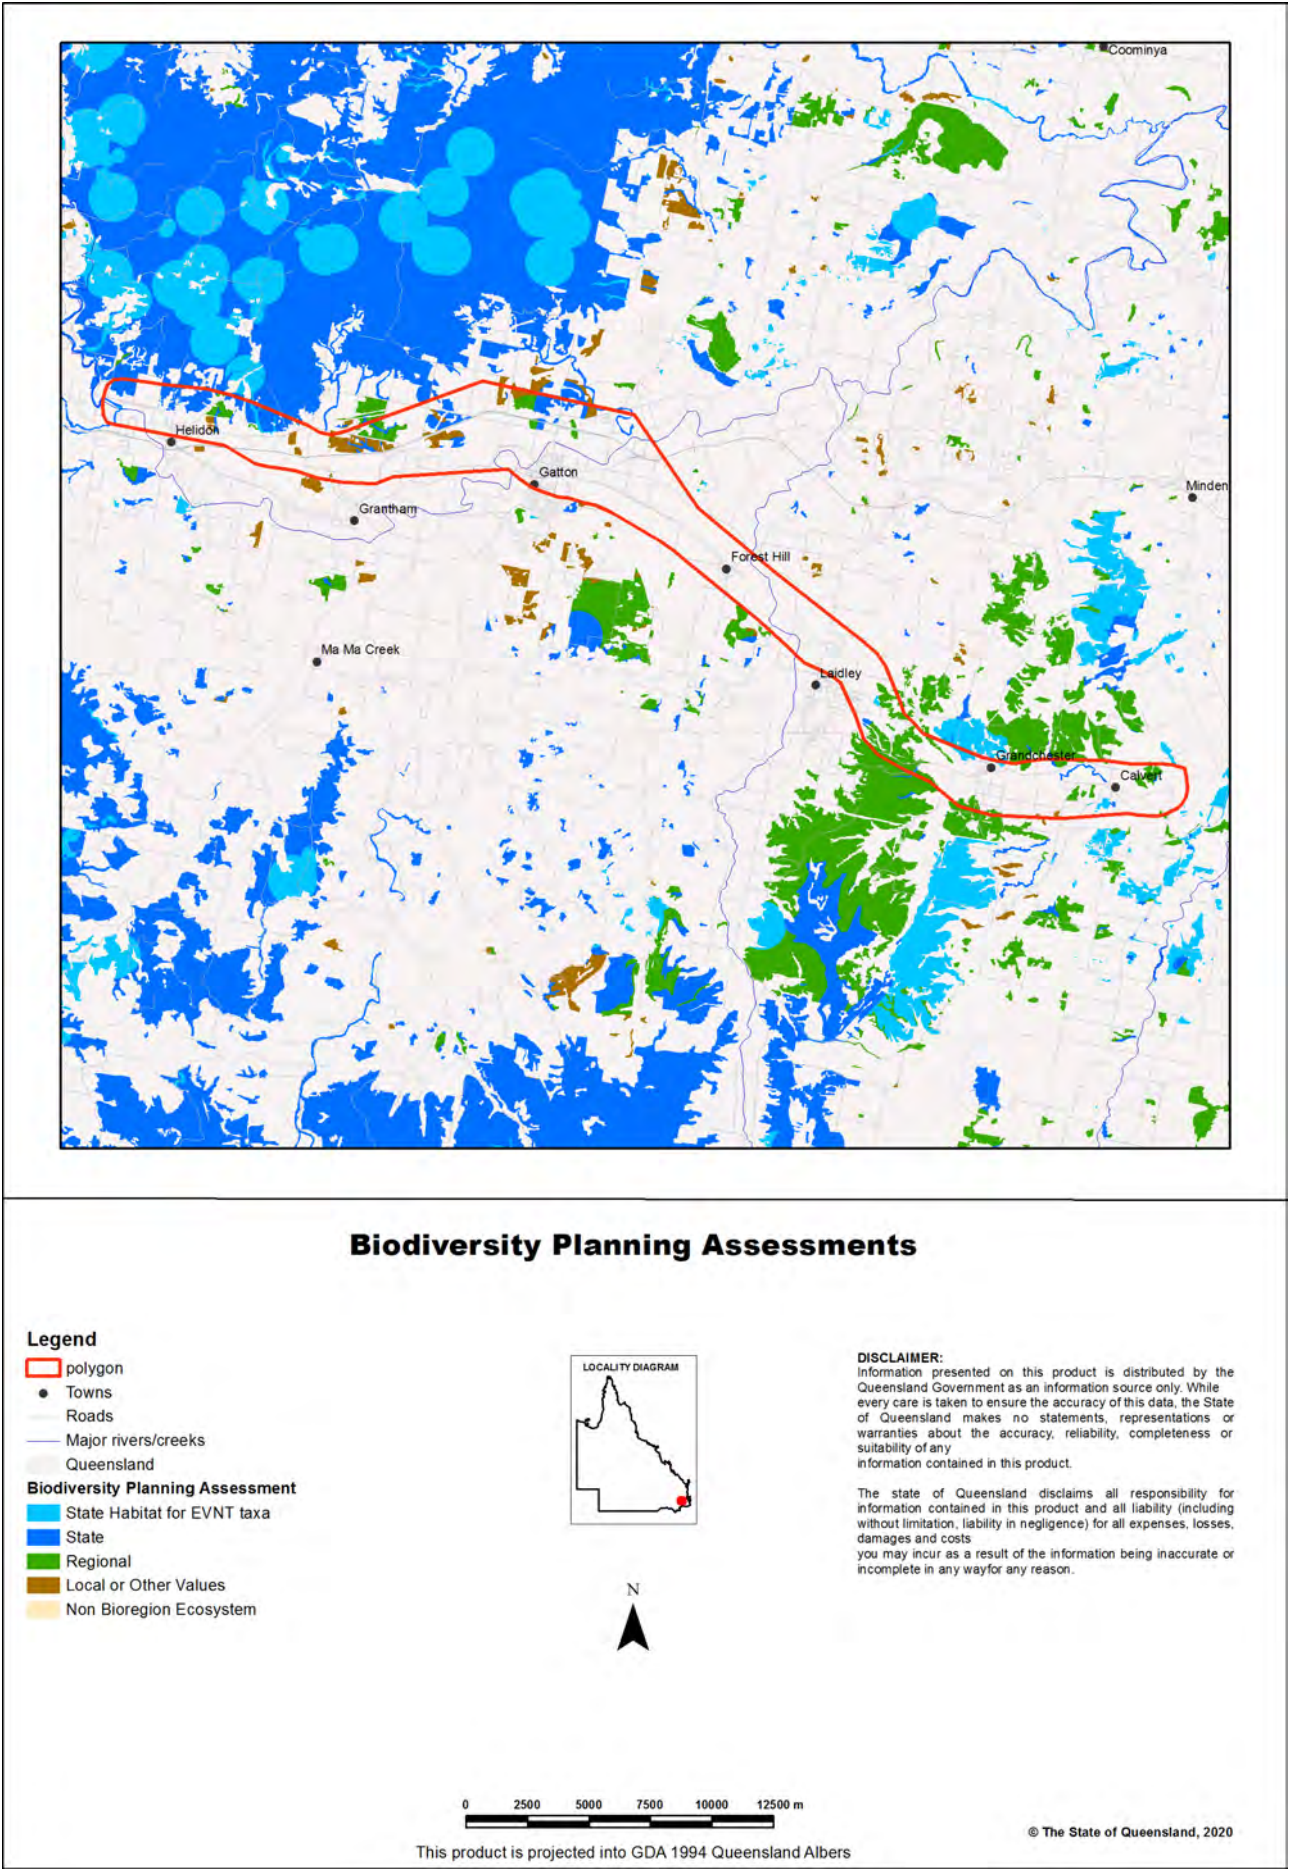 Coominya
Helidon
Gatton
Minden
Grantham
Forest Hill
Ma Ma Creek
Laidley
Grandchester
Calvert
Biodiversity Planning Assessments
Legend
polygon
Towns
Roads
Major rivers/creeks
Queensland
Biodiversity Planning Assessment
State Habitat for EVNT taxa
State
Regional
Local or Other Values
Non Bioregion Ecosystem
LOCALITY DIAGRAM
N
DISCLAIMER:
Information presented on this product is distributed by the
Queensland Government as an information source only. While
every care is taken to ensure the accuracy of this data, the State
of Queensland makes no statements, representations or
warranties about the accuracy, reliability, completeness or
suitability of any
information contained in this product.
The state of Queensland disclaims all responsibility for
information contained in this product and all liability (including
without limitation, liability in negligence) for all expenses, losses,
damages and costs
you may incur as a result of the information being inaccurate or
incomplete in any wayfor any reason.
0 2500 5000 7500 10000 12500 m
This product is projected into GDA 1994 Queensland Albers
© The State of Queensland, 2020